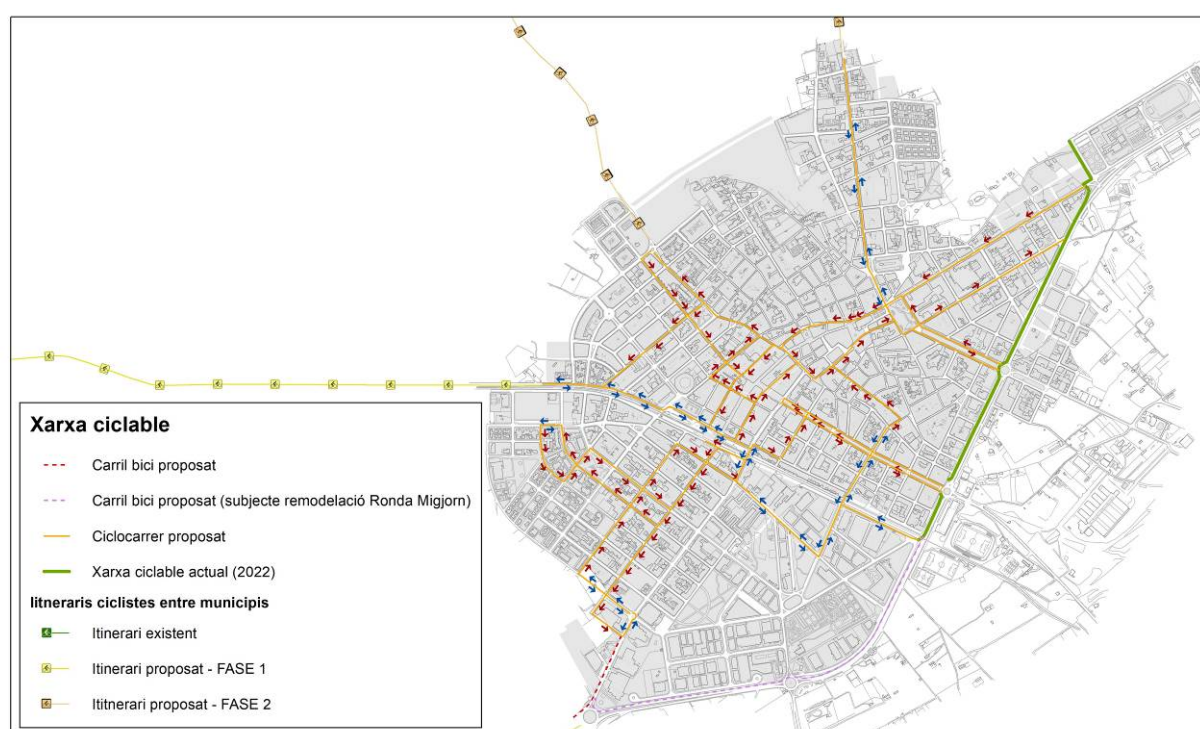 Xarxa ciclable
Carril bici proposat
Carril bici proposat (subjecte remodelació Ronda Migjorn)
Ciclocarrer proposat
Xarxa ciclable actual (2022)
Iitneraris ciclistes entre municipis
Itinerari existent
Itinerari proposat - FASE 1
Ititnerari proposat - FASE 2